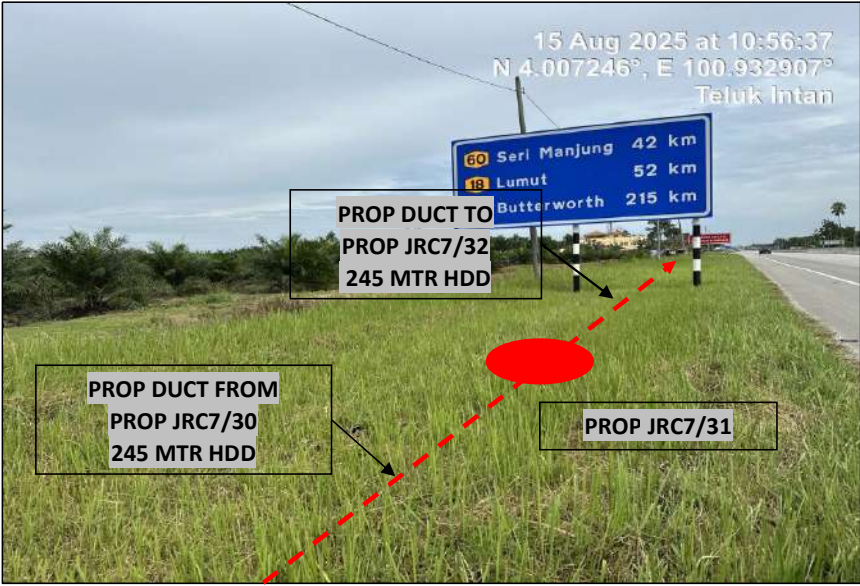 15 Aug 2025 at 10:56:37
N 4.007246°, E 100.932907°
Teluk Intan
60 Seri Manjung 42 km
18 Lumut 52 km
Butterworth 215 km
PROP DUCT TO
PROP JRC7/32
245 MTR HDD
PROP DUCT FROM
PROP JRC7/30
245 MTR HDD
PROP JRC7/31